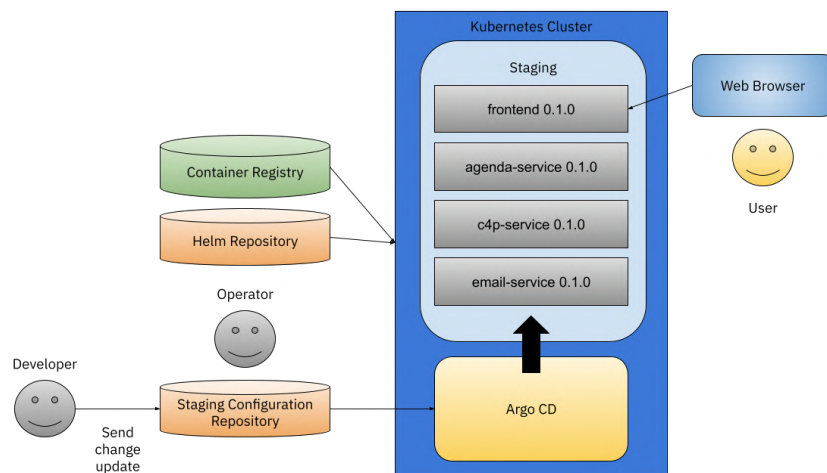 Kubernetes Cluster
Staging
frontend 0.1.0
agenda-service 0.1.0
c4p-service 0.1.0
email-service 0.1.0
Web Browser
User
Container Registry
Helm Repository
Operator
Developer
Staging Configuration
Repository
Send
change
update
Argo CD